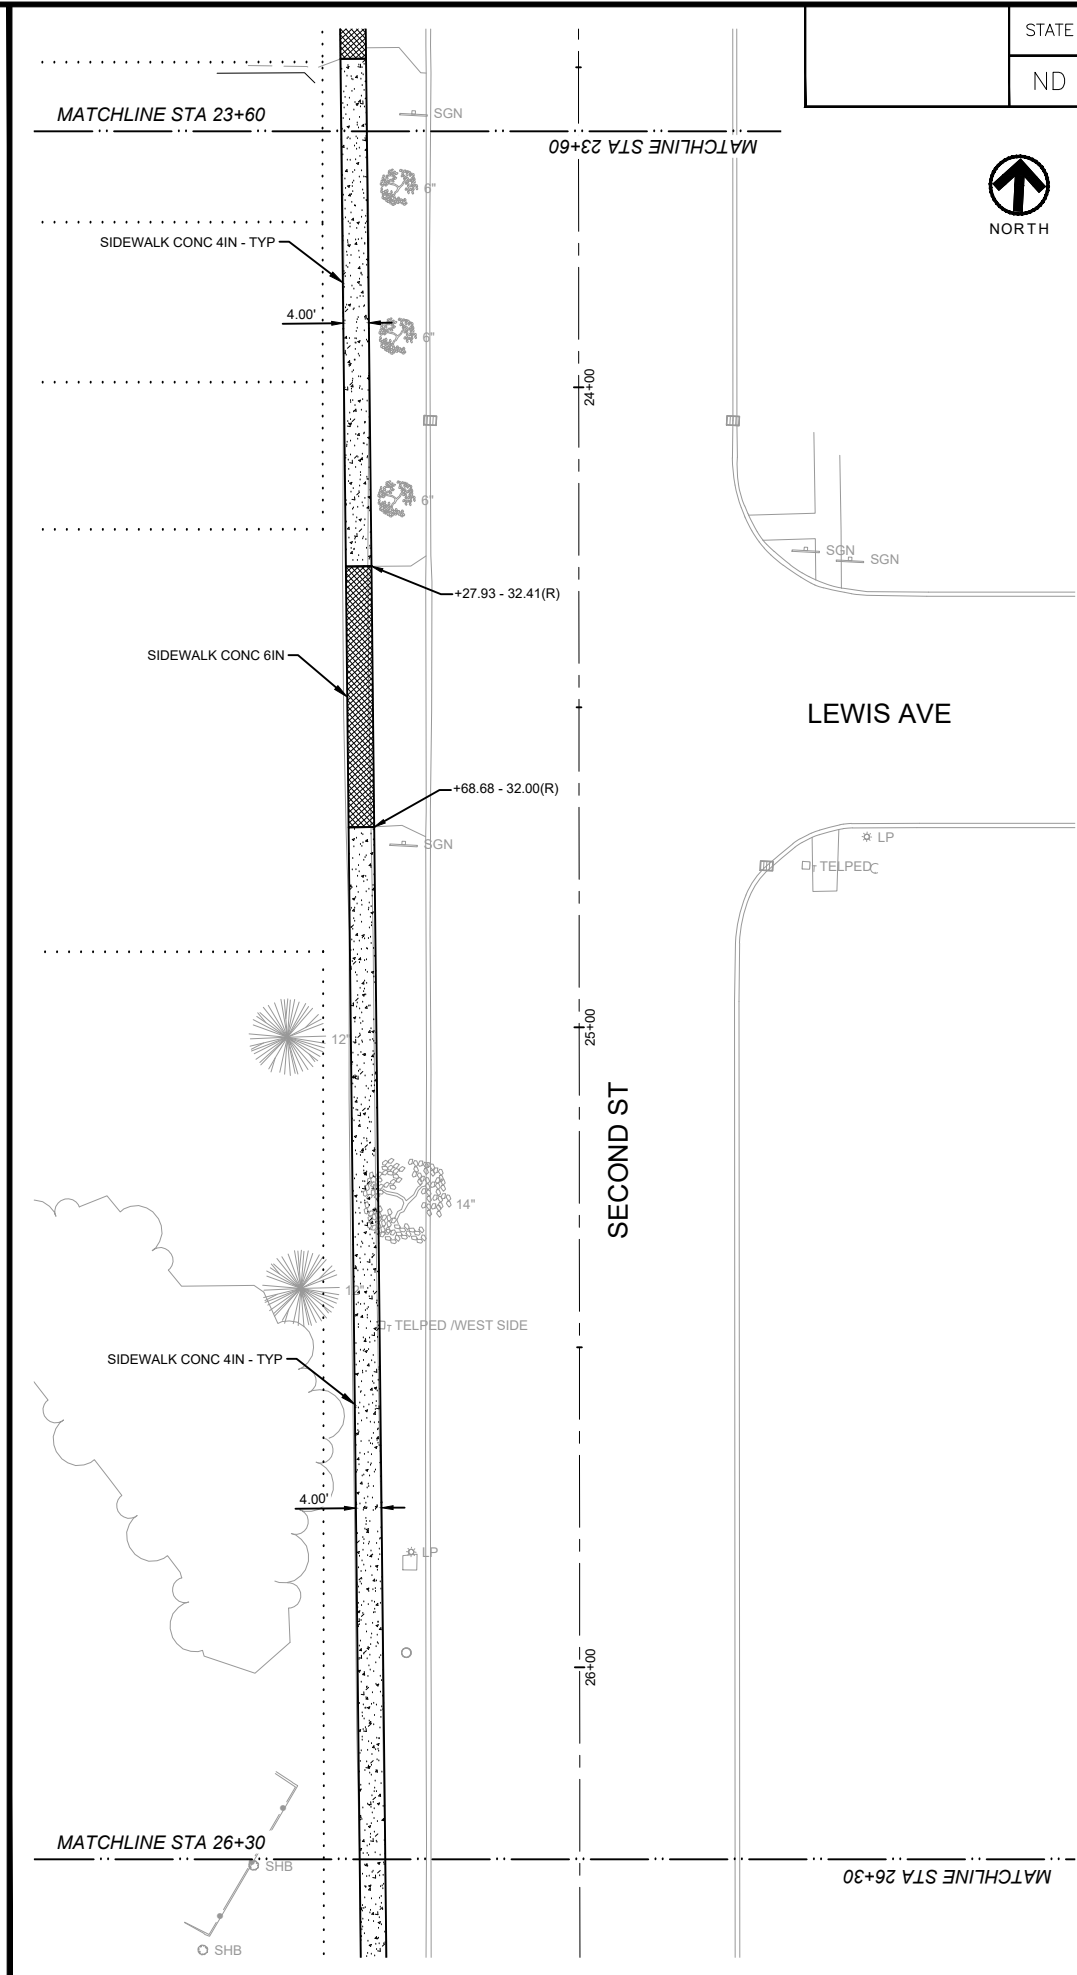 STATE
ND
MATCHLINE STA 23+60
SGN
MATCHLINE STA 23+60
NORTH
6"
SIDEWALK CONC 4IN - TYP
4.00'
6"
24+00
6"
SGN
SGN
+27.93 - 32.41(R)
SIDEWALK CONC 6IN
LEWIS AVE
+68.68 - 32.00(R)
SGN
LP
T TELPED
25+00
12"
SECOND ST
14"
12"
T TELPED /WEST SIDE
SIDEWALK CONC 4IN - TYP
4.00'
LP
26+00
MATCHLINE STA 26+30
SHB
MATCHLINE STA 26+30
SHB